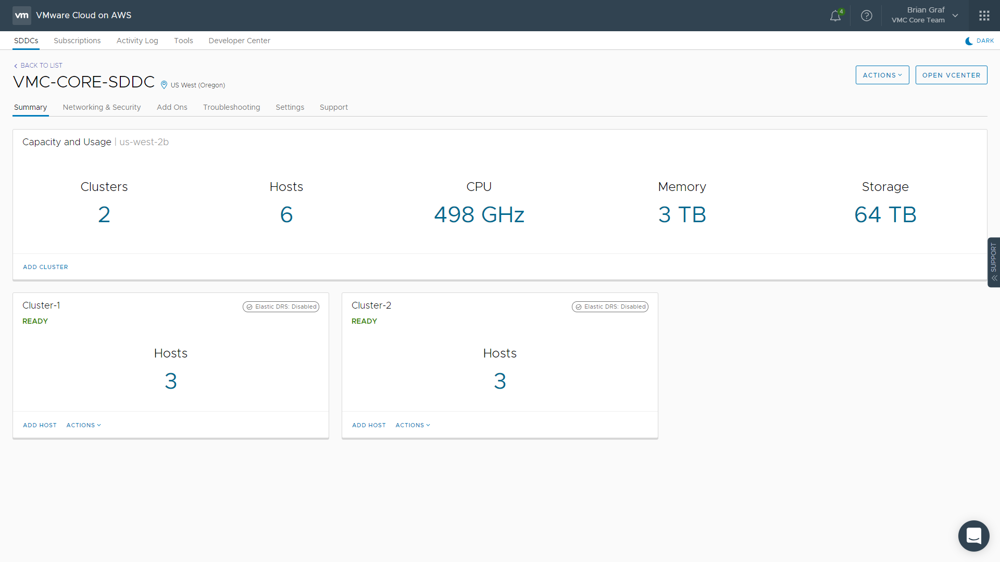 vm VMware Cloud on AWS
4
?
Brian Graf
VMC Core Team
SDDCs Subscriptions Activity Log Tools Developer Center
DARK
BACK TO LIST
VMC-CORE-SDDC US West (Oregon)
ACTIONS OPEN VCENTER
Summary Networking & Security Add Ons Troubleshooting Settings Support
Capacity and Usage | us-west-2b
Clusters Hosts CPU Memory Storage
2 6 498 GHz 3 TB 64 TB
SUPPORT
ADD CLUSTER
Cluster-1 Elastic DRS: Disabled
READY
Hosts
3
ADD HOST ACTIONS
Cluster-2 Elastic DRS: Disabled
READY
Hosts
3
ADD HOST ACTIONS